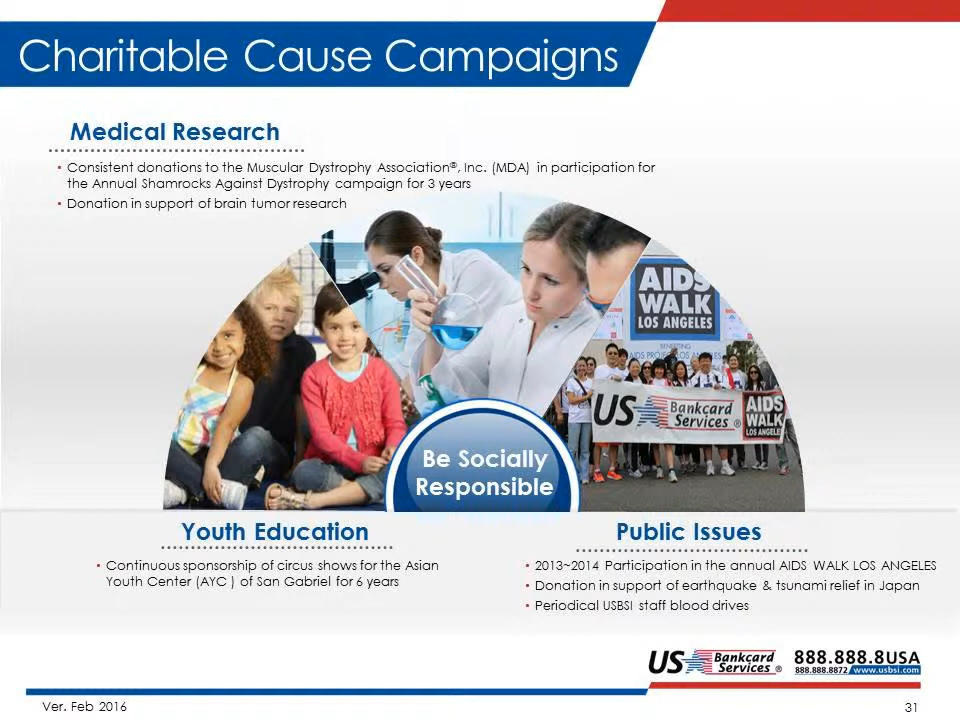 Charitable Cause Campaigns
Medical Research
• Consistent donations to the Muscular Dystrophy Association®, Inc. (MDA) in participation for
the Annual Shamrocks Against Dystrophy campaign for 3 years
• Donation in support of brain tumor research
AIDS
WALK
LOS ANGELES
BENEFITING
AIDS PROJECT LOS ANGELES
US Bankcard Services ®
AIDS
WALK
LOS ANGELES
Be Socially
Responsible
Youth Education
• Continuous sponsorship of circus shows for the Asian
Youth Center (AYC ) of San Gabriel for 6 years
Public Issues
• 2013~2014 Participation in the annual AIDS WALK LOS ANGELES
• Donation in support of earthquake & tsunami relief in Japan
• Periodical USBSI staff blood drives
US Bankcard Services ®
888.888.8USA
888.888.8872 www.usbsi.com
Ver. Feb 2016
31